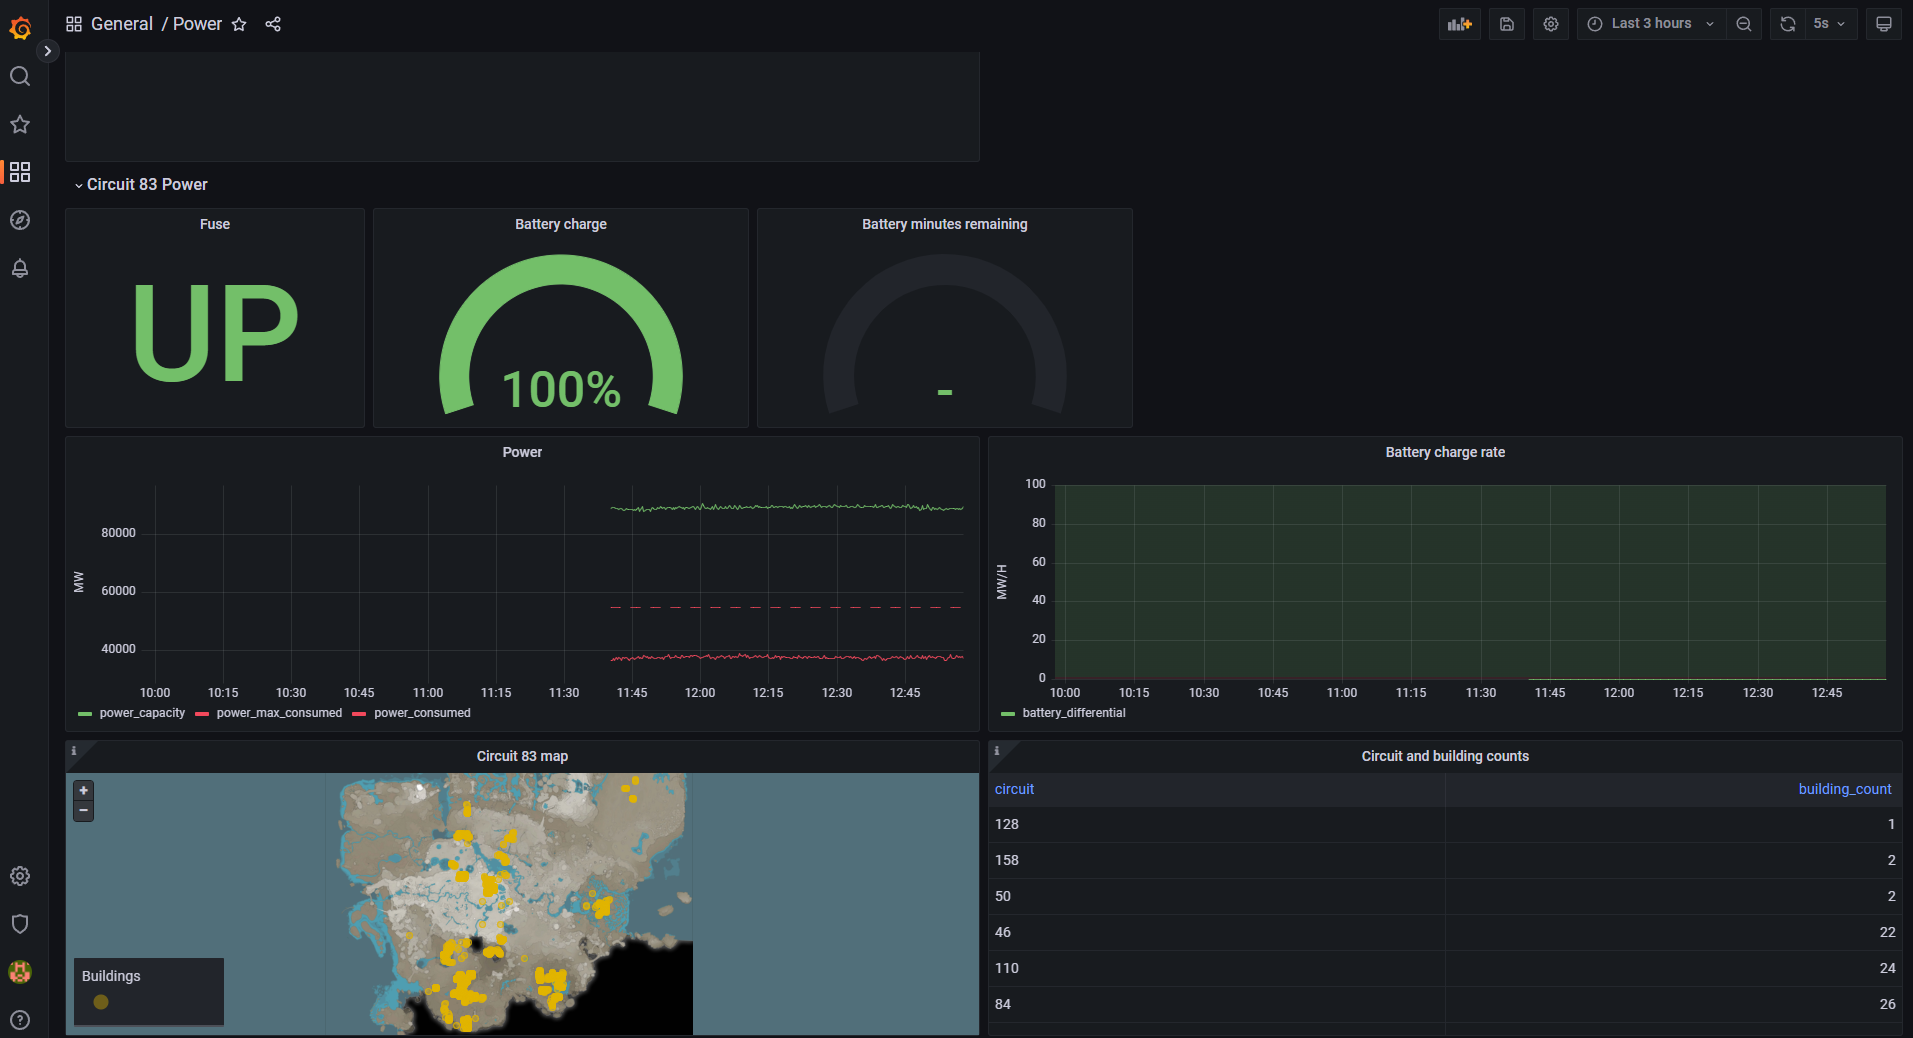 General / Power
Last 3 hours
5s
Circuit 83 Power
Fuse
Battery charge
Battery minutes remaining
UP
100%
-
Power
Battery charge rate
MW
80000
60000
40000
10:00 10:15 10:30 10:45 11:00 11:15 11:30 11:45 12:00 12:15 12:30 12:45
power_capacity power_max_consumed power_consumed
MW/H
100
80
60
40
20
0
10:00 10:15 10:30 10:45 11:00 11:15 11:30 11:45 12:00 12:15 12:30 12:45
battery_differential
i
Circuit 83 map
+
−
Buildings
i
Circuit and building counts
circuit building_count
128 1
158 2
50 2
46 22
110 24
84 26